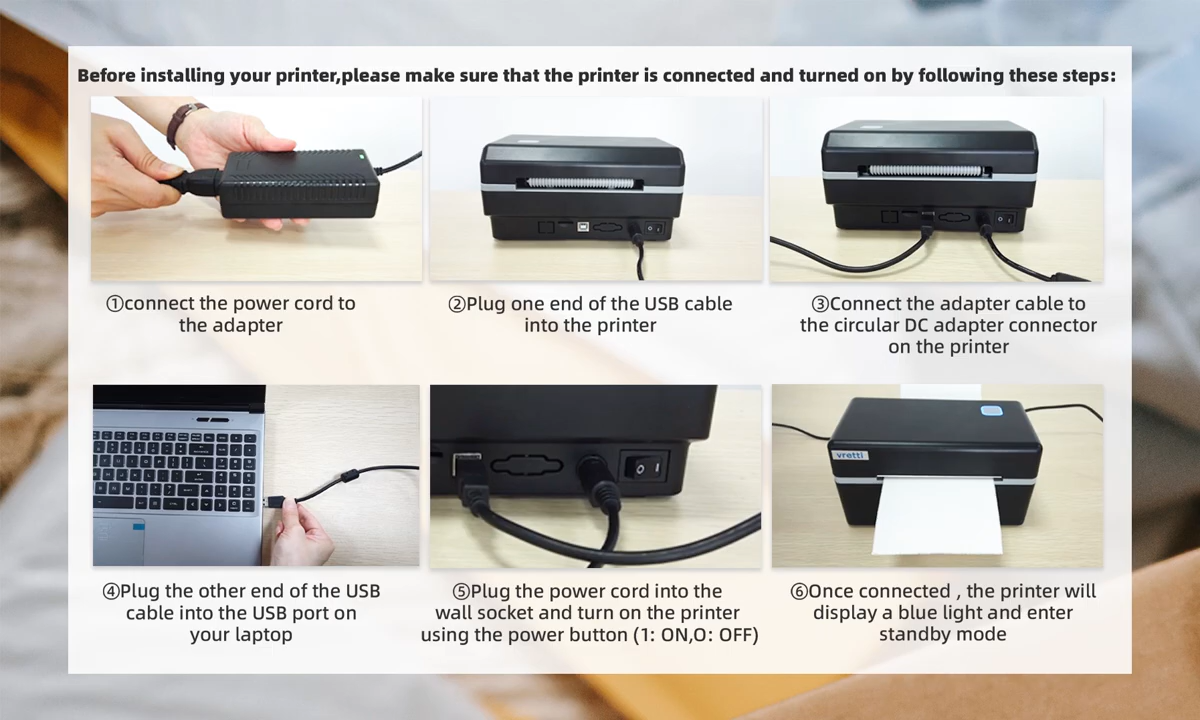 Before installing your printer,please make sure that the printer is connected and turned on by following these steps:
①connect the power cord to
the adapter
②Plug one end of the USB cable
into the printer
③Connect the adapter cable to
the circular DC adapter connector
on the printer
vretti
④Plug the other end of the USB
cable into the USB port on
your laptop
⑤Plug the power cord into the
wall socket and turn on the printer
using the power button (1: ON,O: OFF)
⑥Once connected , the printer will
display a blue light and enter
standby mode